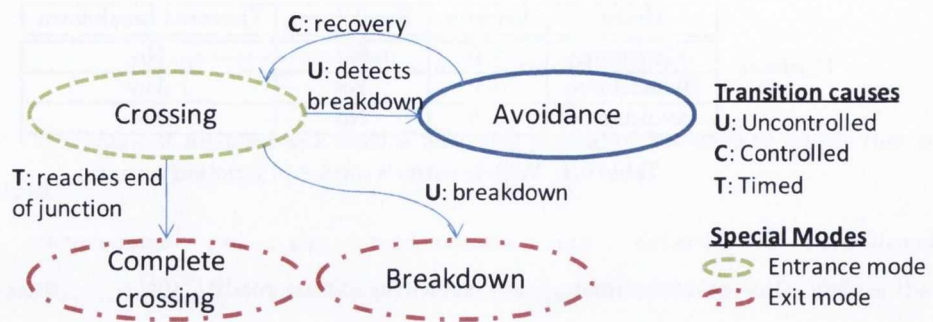 C: recovery
U: detects
breakdown
Crossing
Avoidance
T: reaches end
of junction
U: breakdown
Complete
crossing
Breakdown
Transition causes
U: Uncontrolled
C: Controlled
T: Timed
Special Modes
Entrance mode
Exit mode